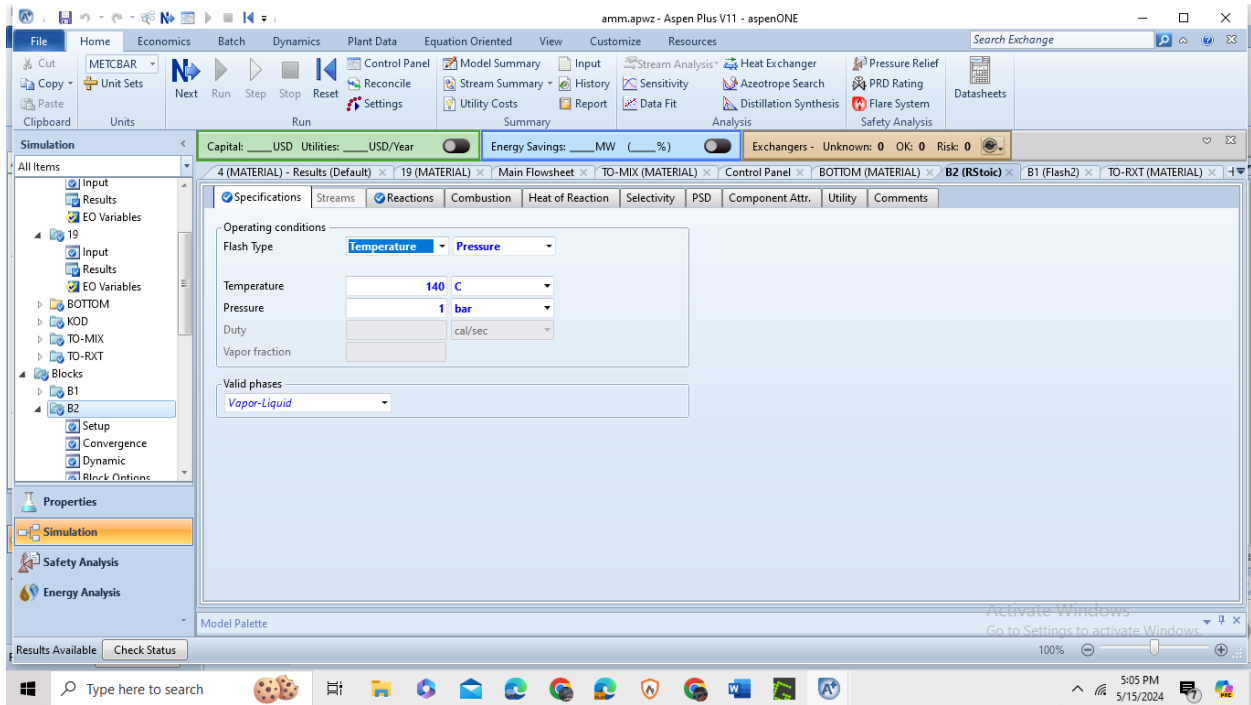 amm.apwz - Aspen Plus V11 - aspenONE
File Home Economics Batch Dynamics Plant Data Equation Oriented View Customize Resources Search Exchange
Cut METCBAR Control Panel Model Summary Input Stream Analysis Heat Exchanger Pressure Relief
Copy Unit Sets Next Run Step Stop Reset Reconcile Stream Summary History Sensitivity Azeotrope Search PRD Rating Datasheets
Paste Settings Utility Costs Report Data Fit Distillation Synthesis Flare System
Clipboard Units Run Summary Analysis Safety Analysis
Simulation Capital: ____USD Utilities: ____USD/Year Energy Savings: ____MW (____%) Exchangers - Unknown: 0 OK: 0 Risk: 0
All Items 4 (MATERIAL) - Results (Default) 19 (MATERIAL) Main Flowsheet TO-MIX (MATERIAL) Control Panel BOTTOM (MATERIAL) B2 (RStoic) B1 (Flash2) TO-RXT (MATERIAL)
Input
Results
EO Variables
19
Input
Results
EO Variables
BOTTOM
KOD
TO-MIX
TO-RXT
Blocks
B1
B2
Setup
Convergence
Dynamic
Block Options
Properties
Simulation
Safety Analysis
Energy Analysis
Specifications Streams Reactions Combustion Heat of Reaction Selectivity PSD Component Attr. Utility Comments
Operating conditions
Flash Type Temperature Pressure
Temperature 140 C
Pressure 1 bar
Duty cal/sec
Vapor fraction
Valid phases
Vapor-Liquid
Activate Windows
Go to Settings to activate Windows.
Model Palette
Results Available Check Status 100%
Type here to search
5:05 PM
5/15/2024
7
PRE